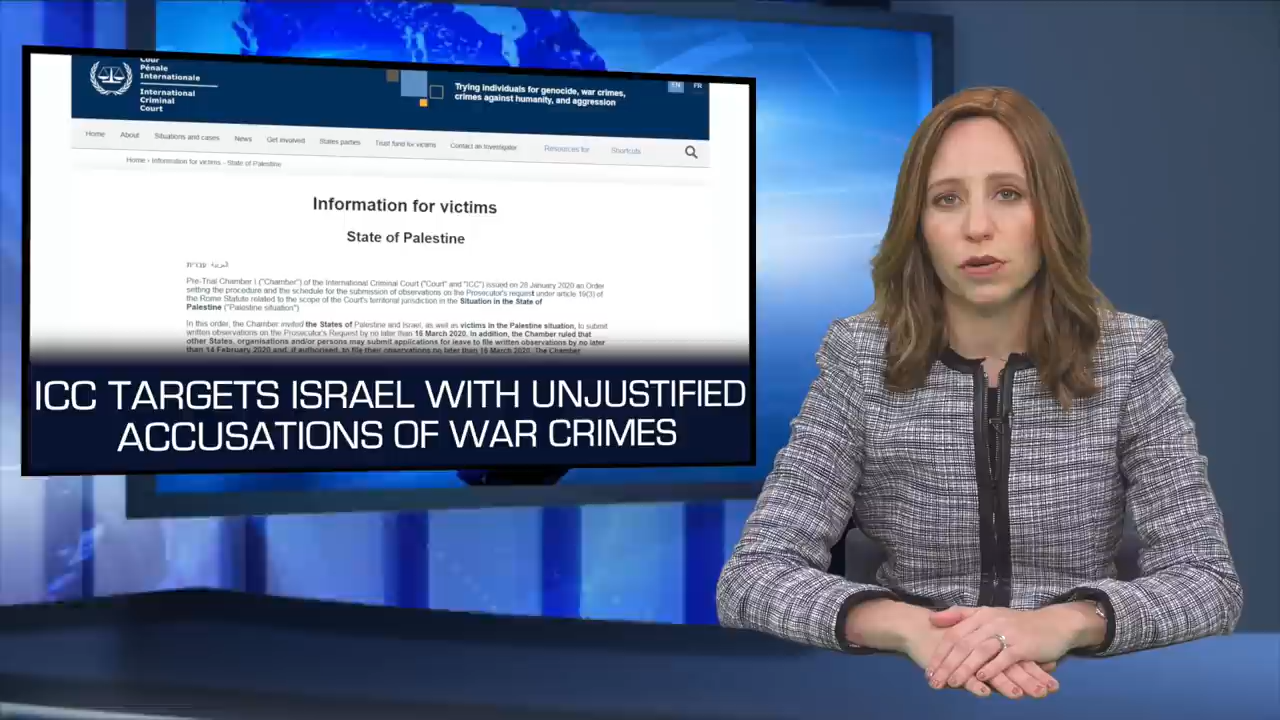 Cour
Pénale
Internationale
International
Criminal
Court
Trying individuals for genocide, war crimes,
crimes against humanity, and aggression
EN FR
Home About Situations and cases News Get involved States parties Trust fund for victims Contact an investigator Resources for Shortcuts
Home › Information for victims - State of Palestine
Information for victims
State of Palestine
العربية עברית
Pre-Trial Chamber I ("Chamber") of the International Criminal Court ("Court" and "ICC") issued on 28 January 2020 an Order
setting the procedure and the schedule for the submission of observations on the Prosecutor's request under article 19(3) of
the Rome Statute related to the scope of the Court's territorial jurisdiction in the Situation in the State of
Palestine ("Palestine situation")
In this order, the Chamber invited the States of Palestine and Israel, as well as victims in the Palestine situation, to submit
written observations on the Prosecutor's Request by no later than 16 March 2020. In addition, the Chamber ruled that
other States, organisations and/or persons may submit applications for leave to file written observations by no later
than 14 February 2020 and, if authorised, to file their observations no later than 16 March 2020. The Chamber
ICC TARGETS ISRAEL WITH UNJUSTIFIED
ACCUSATIONS OF WAR CRIMES